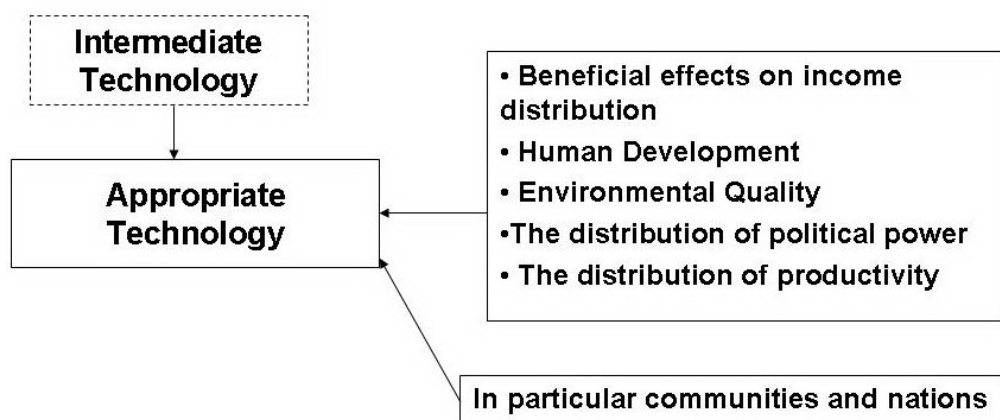 Intermediate
Technology
Appropriate
Technology
• Beneficial effects on income
distribution
• Human Development
• Environmental Quality
•The distribution of political power
• The distribution of productivity
In particular communities and nations